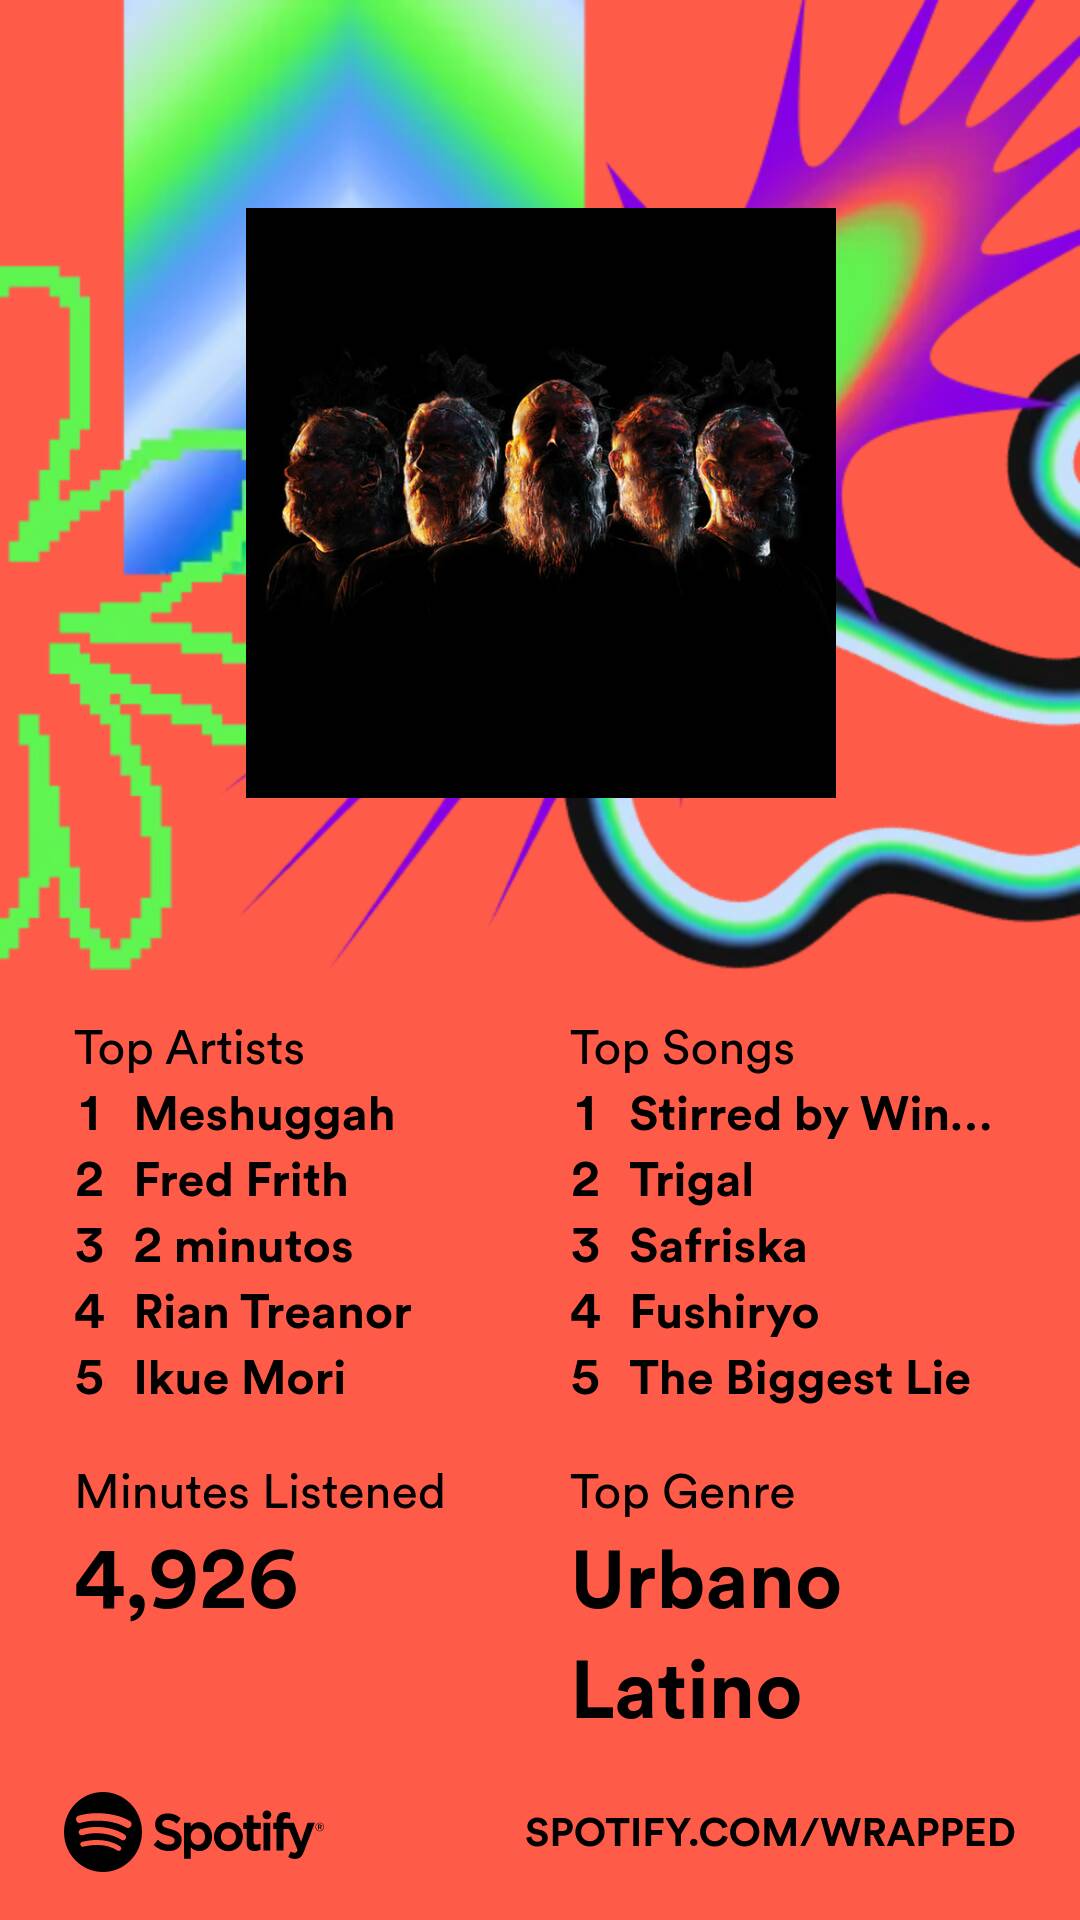 Top Artists
1 Meshuggah
2 Fred Frith
3 2 minutos
4 Rian Treanor
5 Ikue Mori
Top Songs
1 Stirred by Win...
2 Trigal
3 Safriska
4 Fushiryo
5 The Biggest Lie
Minutes Listened
4,926
Top Genre
Urbano
Latino
Spotify®
SPOTIFY.COM/WRAPPED